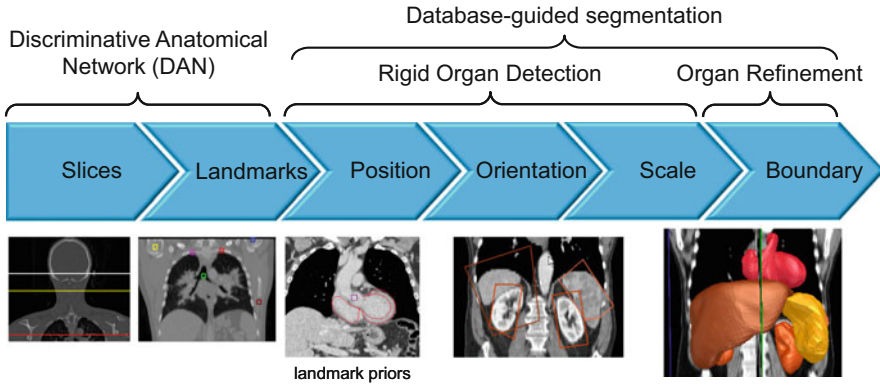 Database-guided segmentation
Discriminative Anatomical
Network (DAN)
Rigid Organ Detection
Organ Refinement
Slices
Landmarks
Position
Orientation
Scale
Boundary
landmark priors